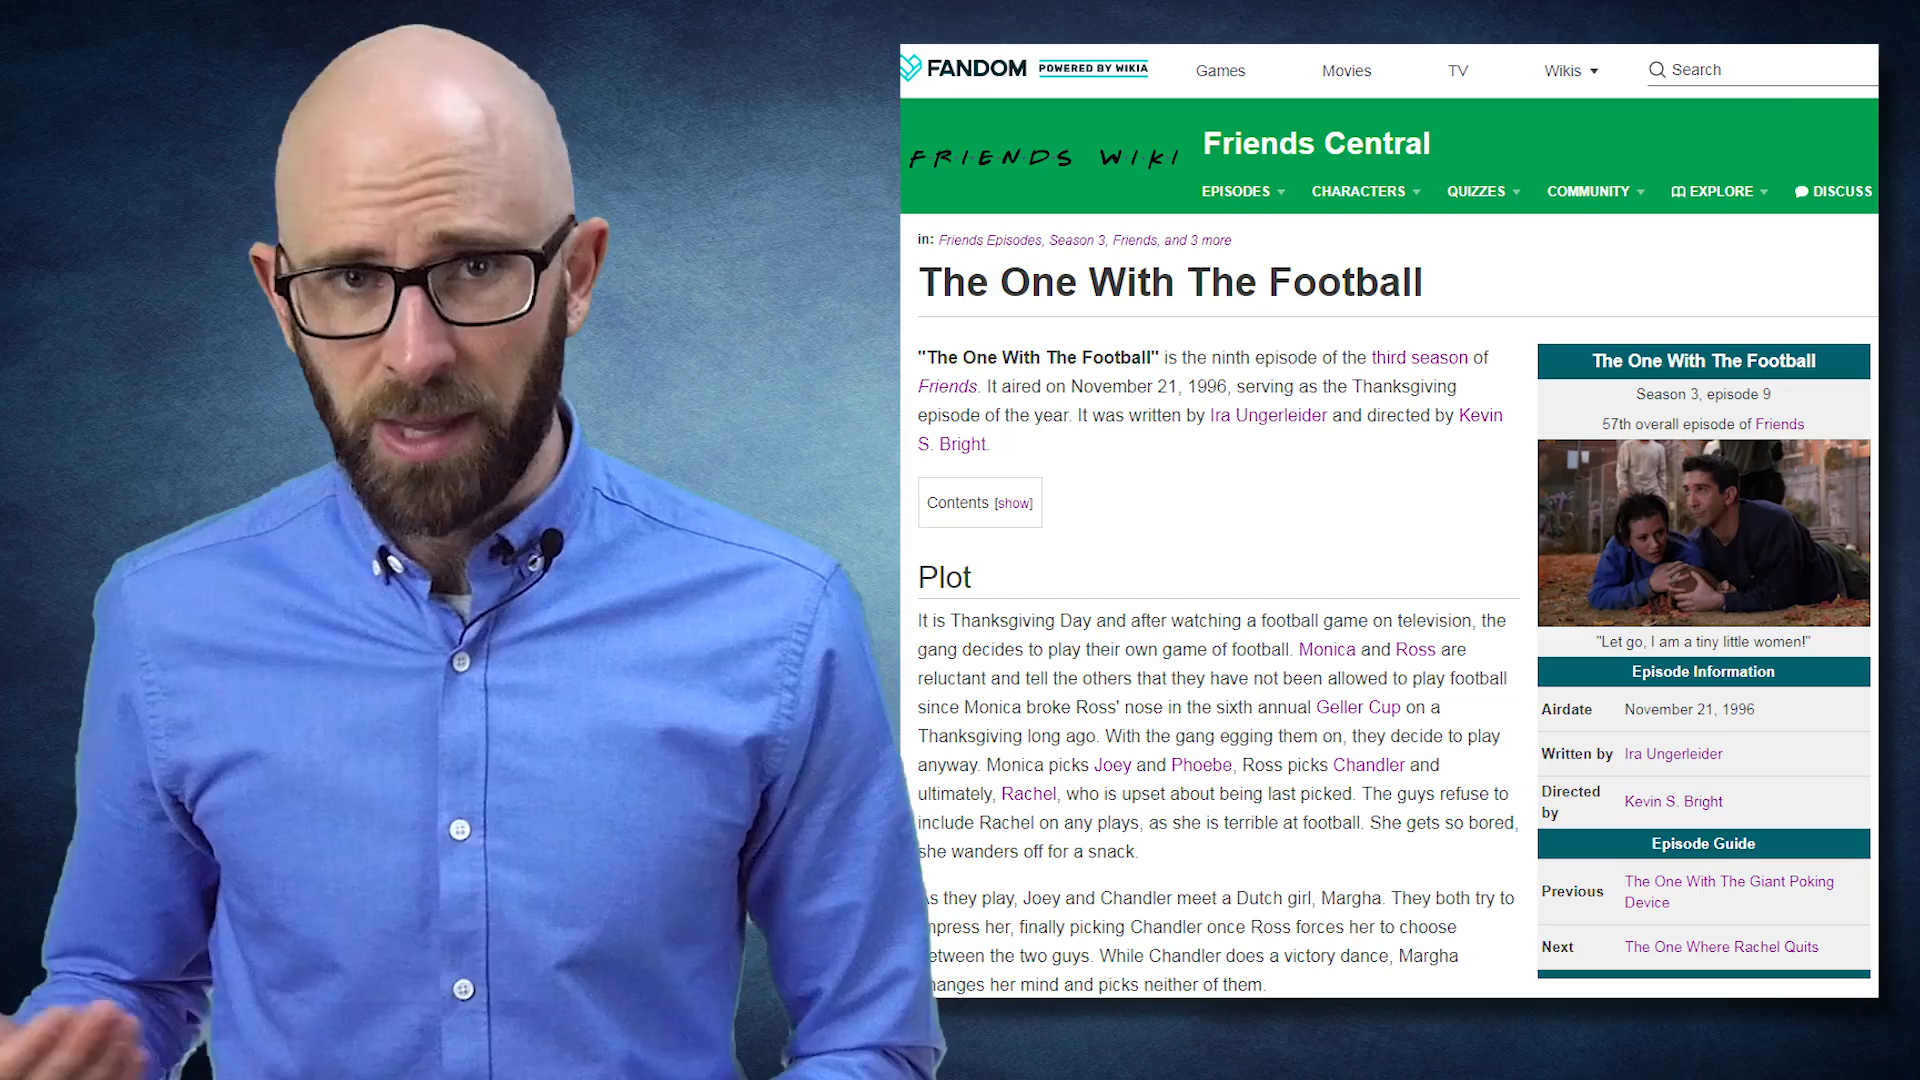 FANDOM POWERED BY WIKIA Games Movies TV Wikis Search
FRIENDS WIKI
Friends Central
EPISODES CHARACTERS QUIZZES COMMUNITY EXPLORE DISCUSS
in: Friends Episodes, Season 3, Friends, and 3 more
The One With The Football
"The One With The Football" is the ninth episode of the third season of
Friends. It aired on November 21, 1996, serving as the Thanksgiving
episode of the year. It was written by Ira Ungerleider and directed by Kevin
S. Bright.
Contents [show]
Plot
It is Thanksgiving Day and after watching a football game on television, the
gang decides to play their own game of football. Monica and Ross are
reluctant and tell the others that they have not been allowed to play football
since Monica broke Ross' nose in the sixth annual Geller Cup on a
Thanksgiving long ago. With the gang egging them on, they decide to play
anyway. Monica picks Joey and Phoebe, Ross picks Chandler and
ultimately, Rachel, who is upset about being last picked. The guys refuse to
include Rachel on any plays, as she is terrible at football. She gets so bored,
she wanders off for a snack.
As they play, Joey and Chandler meet a Dutch girl, Margha. They both try to
her, finally picking Chandler once Ross forces her to choose
between the two guys. While Chandler does a victory dance, Margha
changes her mind and picks neither of them.
The One With The Football
Season 3, episode 9
57th overall episode of Friends
"Let go, I am a tiny little women!"
Episode Information
Airdate November 21, 1996
Written by Ira Ungerleider
Directed
by
Kevin S. Bright
Episode Guide
Previous
The One With The Giant Poking
Device
Next The One Where Rachel Quits